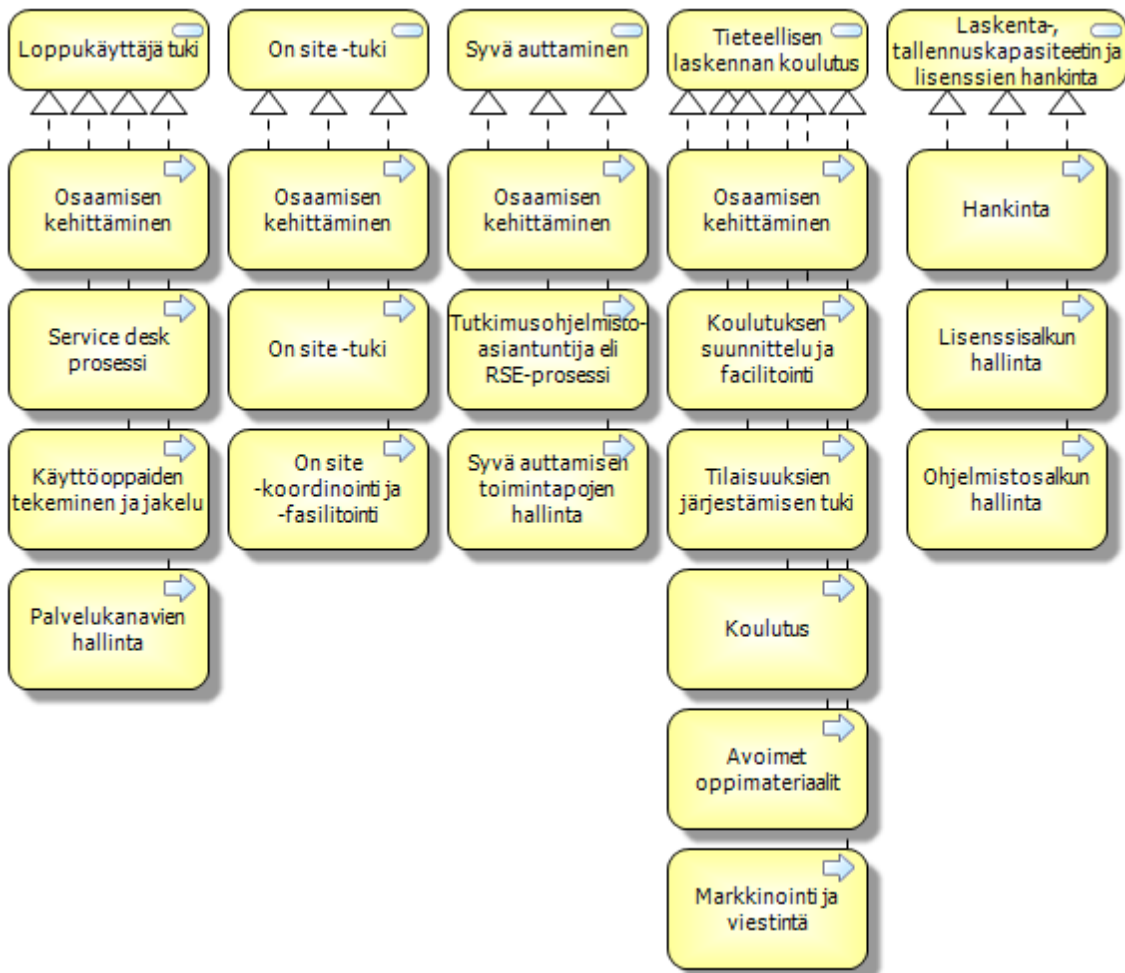 Loppukäyttäjä tuki
On site -tuki
Syvä auttaminen
Tieteellisen
laskennan koulutus
Laskenta-,
tallennuskapasiteetin ja
lisenssien hankinta
Osaamisen
kehittäminen
Osaamisen
kehittäminen
Osaamisen
kehittäminen
Osaamisen
kehittäminen
Hankinta
Service desk
prosessi
On site -tuki
Tutkimusohjelmisto-
asiantuntija eli
RSE-prosessi
Koulutuksen
suunnittelu ja
facilitointi
Lisenssisalkun
hallinta
Käyttöoppaiden
tekeminen ja jakelu
On site
-koordinointi ja
-fasilitointi
Syvä auttamisen
toimintapojen
hallinta
Tilaisuuksien
järjestämisen tuki
Ohjelmistosalkun
hallinta
Palvelukanavien
hallinta
Koulutus
Avoimet
oppimateriaalit
Markkinointi ja
viestintä